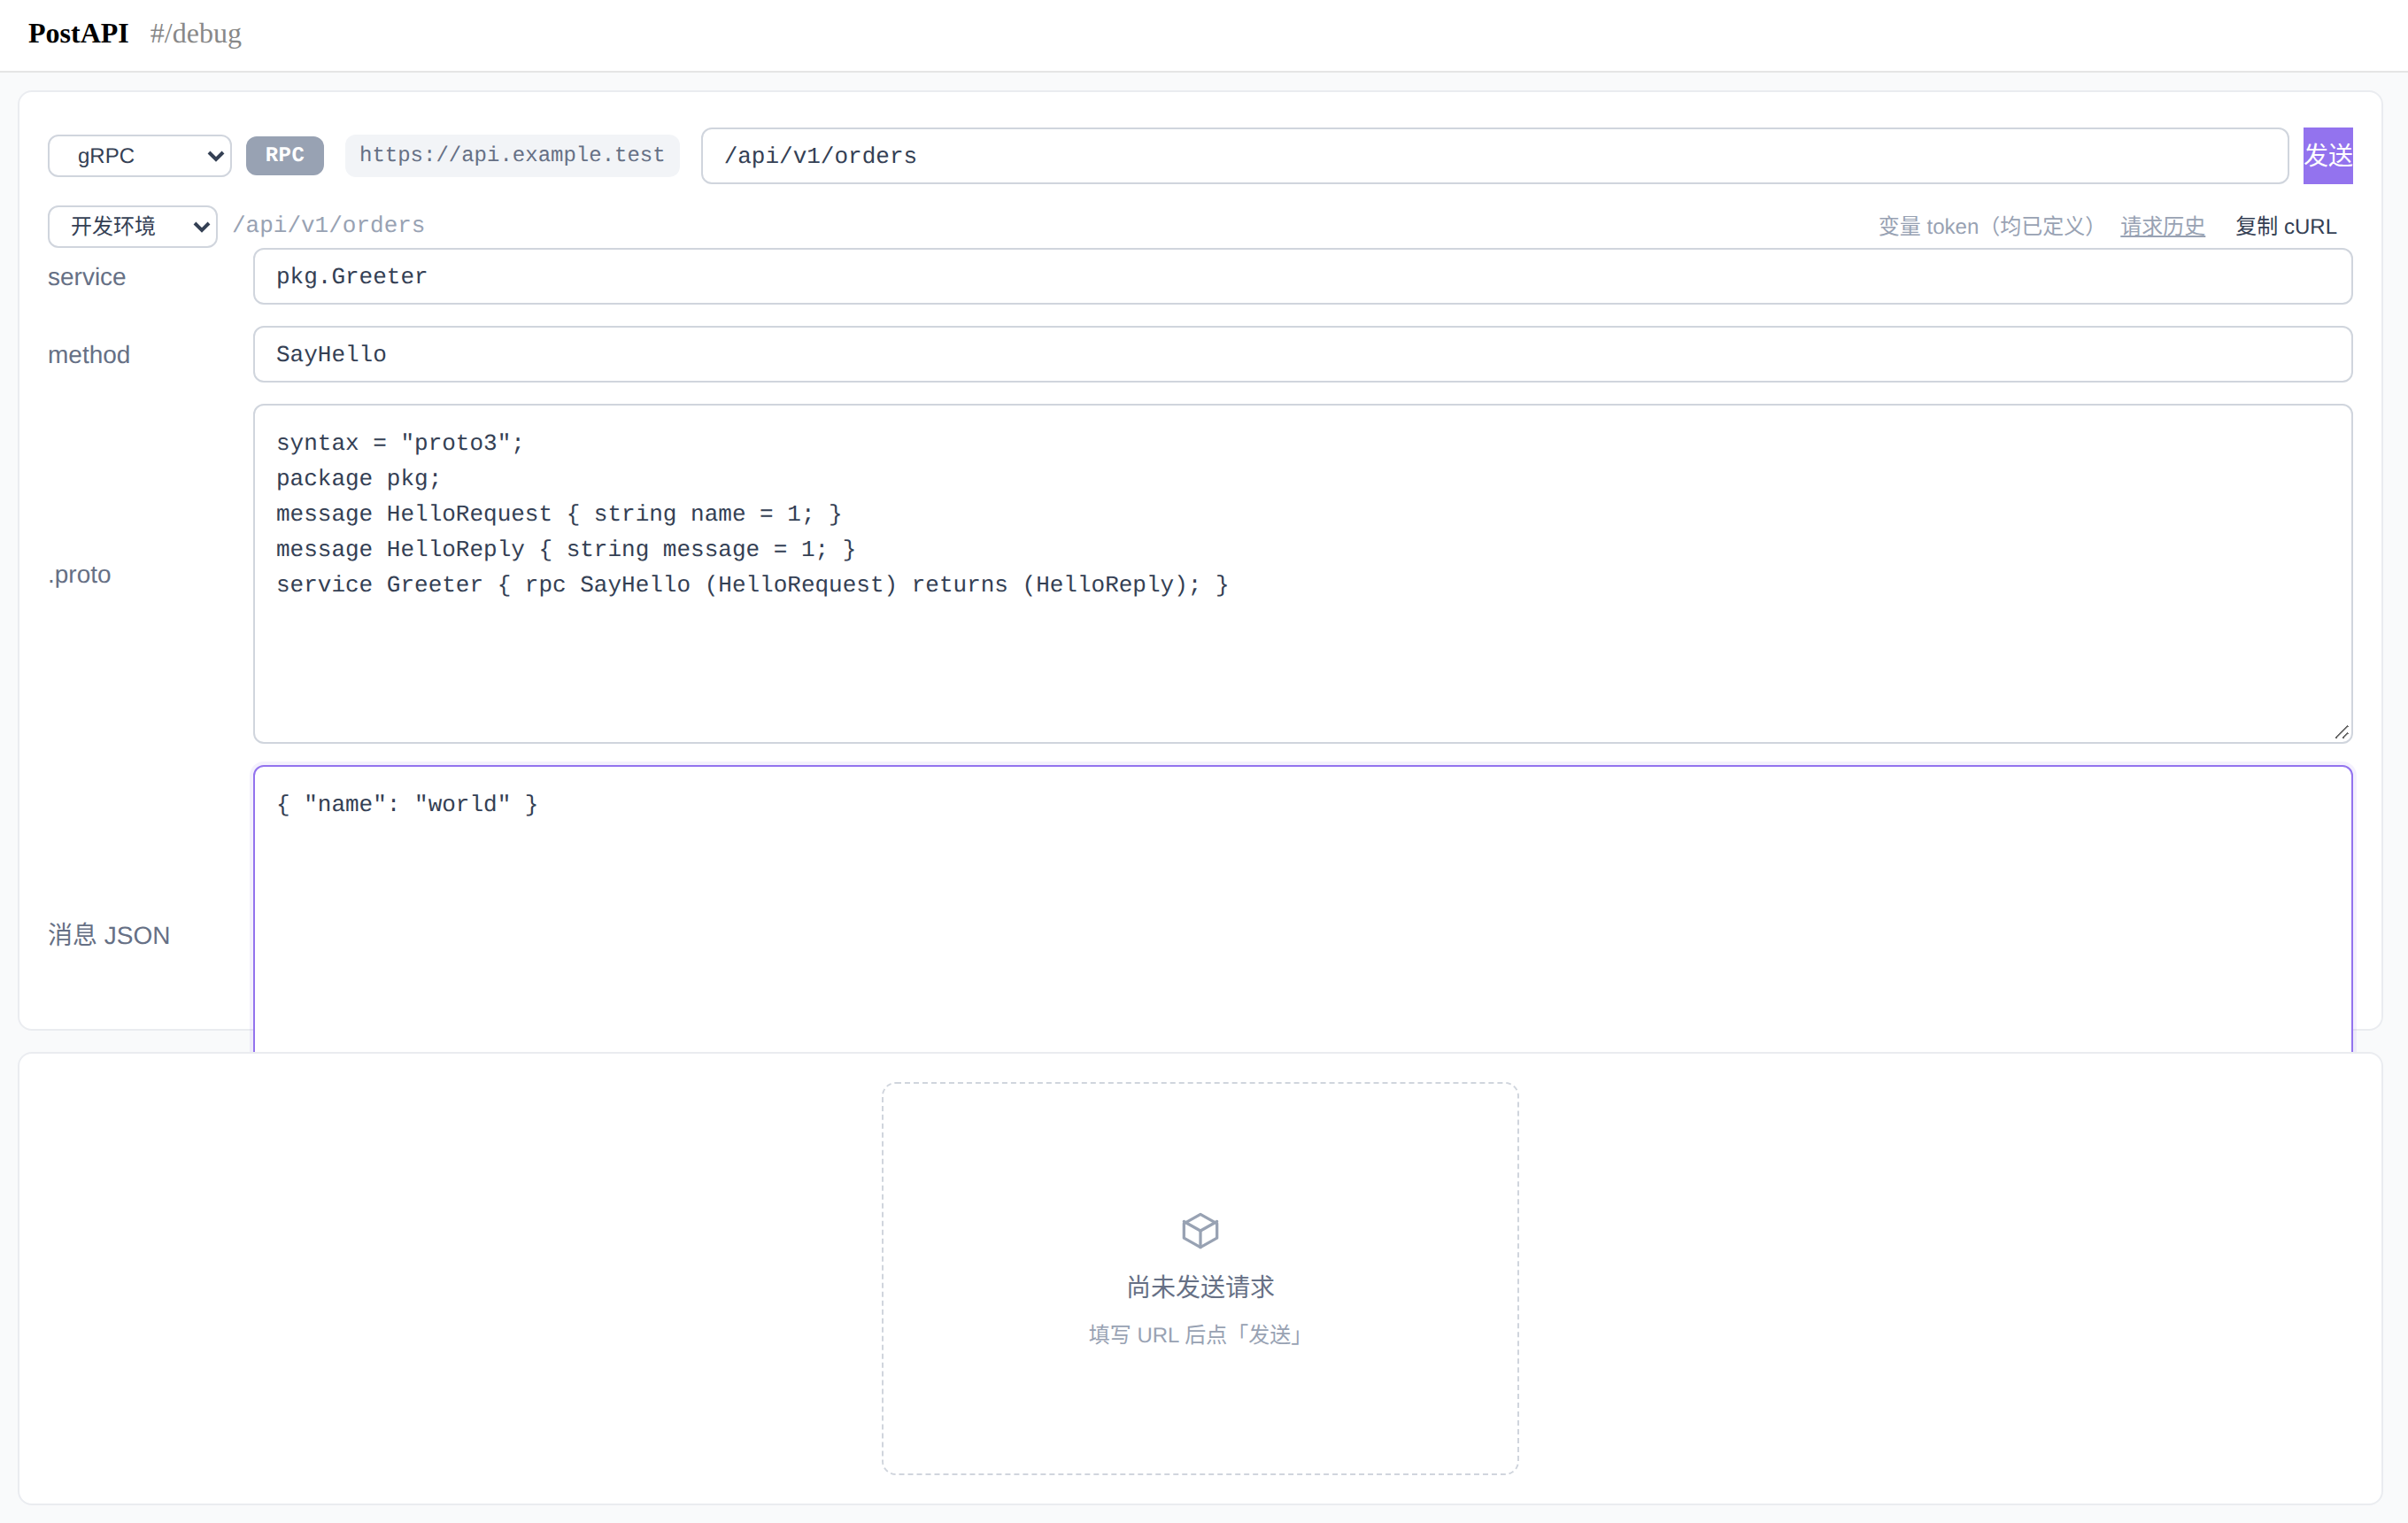 PostAPI #/debug
gRPC RPC https://api.example.test /api/v1/orders 发送
开发环境 /api/v1/orders 变量 token（均已定义） 请求历史 复制 cURL
service pkg.Greeter
method SayHello
.proto
syntax = "proto3";
package pkg;
message HelloRequest { string name = 1; }
message HelloReply { string message = 1; }
service Greeter { rpc SayHello (HelloRequest) returns (HelloReply); }
消息 JSON
{ "name": "world" }
尚未发送请求
填写 URL 后点「发送」